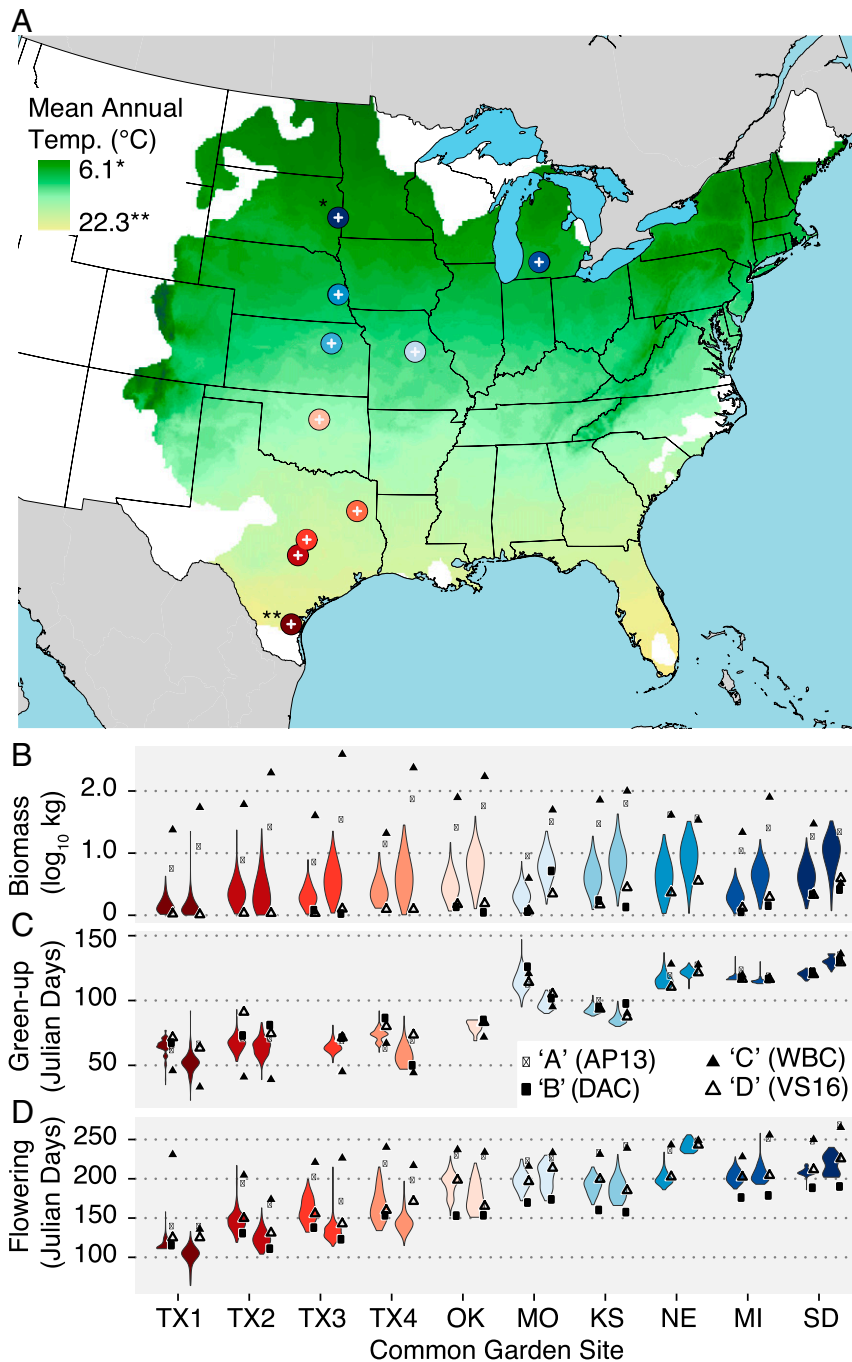 A
Mean Annual
Temp. (°C)
6.1*
22.3**
*
**
B
Biomass
(log10 kg)
2.0
1.0
0
C
Green-up
(Julian Days)
150
100
50
'A' (AP13)
'B' (DAC)
'C' (WBC)
'D' (VS16)
D
Flowering
(Julian Days)
250
200
150
100
TX1 TX2 TX3 TX4 OK MO KS NE MI SD
Common Garden Site